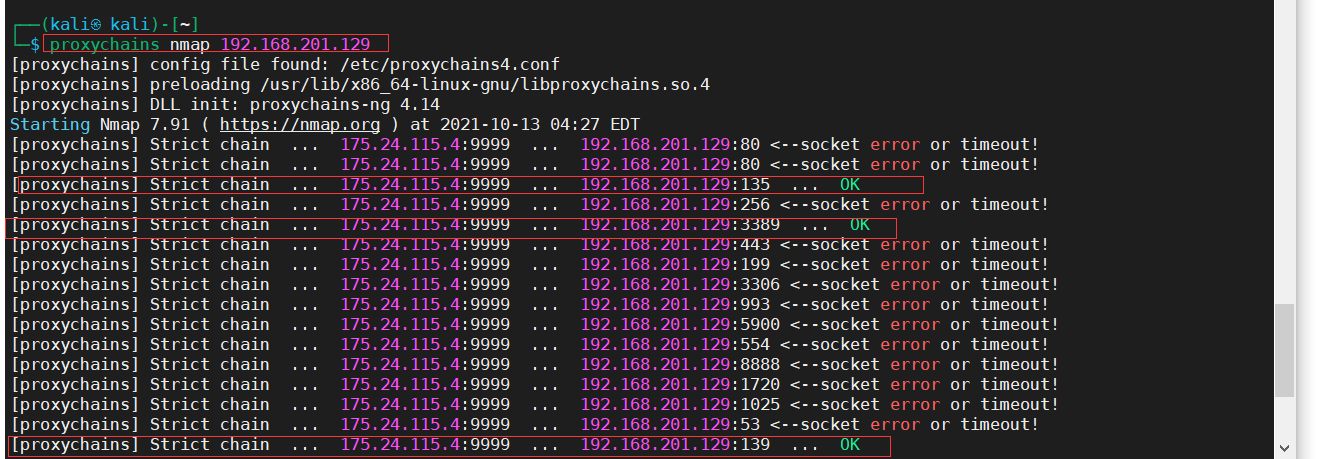 ┌──(kali㉿ kali)-[~]
└─$ proxychains nmap 192.168.201.129
[proxychains] config file found: /etc/proxychains4.conf
[proxychains] preloading /usr/lib/x86_64-linux-gnu/libproxychains.so.4
[proxychains] DLL init: proxychains-ng 4.14
Starting Nmap 7.91 ( https://nmap.org ) at 2021-10-13 04:27 EDT
[proxychains] Strict chain  ...  175.24.115.4:9999  ...  192.168.201.129:80 <--socket error or timeout!
[proxychains] Strict chain  ...  175.24.115.4:9999  ...  192.168.201.129:80 <--socket error or timeout!
[proxychains] Strict chain  ...  175.24.115.4:9999  ...  192.168.201.129:135  ...  OK
[proxychains] Strict chain  ...  175.24.115.4:9999  ...  192.168.201.129:256 <--socket error or timeout!
[proxychains] Strict chain  ...  175.24.115.4:9999  ...  192.168.201.129:3389  ...  OK
[proxychains] Strict chain  ...  175.24.115.4:9999  ...  192.168.201.129:443 <--socket error or timeout!
[proxychains] Strict chain  ...  175.24.115.4:9999  ...  192.168.201.129:199 <--socket error or timeout!
[proxychains] Strict chain  ...  175.24.115.4:9999  ...  192.168.201.129:3306 <--socket error or timeout!
[proxychains] Strict chain  ...  175.24.115.4:9999  ...  192.168.201.129:993 <--socket error or timeout!
[proxychains] Strict chain  ...  175.24.115.4:9999  ...  192.168.201.129:5900 <--socket error or timeout!
[proxychains] Strict chain  ...  175.24.115.4:9999  ...  192.168.201.129:554 <--socket error or timeout!
[proxychains] Strict chain  ...  175.24.115.4:9999  ...  192.168.201.129:8888 <--socket error or timeout!
[proxychains] Strict chain  ...  175.24.115.4:9999  ...  192.168.201.129:1720 <--socket error or timeout!
[proxychains] Strict chain  ...  175.24.115.4:9999  ...  192.168.201.129:1025 <--socket error or timeout!
[proxychains] Strict chain  ...  175.24.115.4:9999  ...  192.168.201.129:53 <--socket error or timeout!
[proxychains] Strict chain  ...  175.24.115.4:9999  ...  192.168.201.129:139  ...  OK